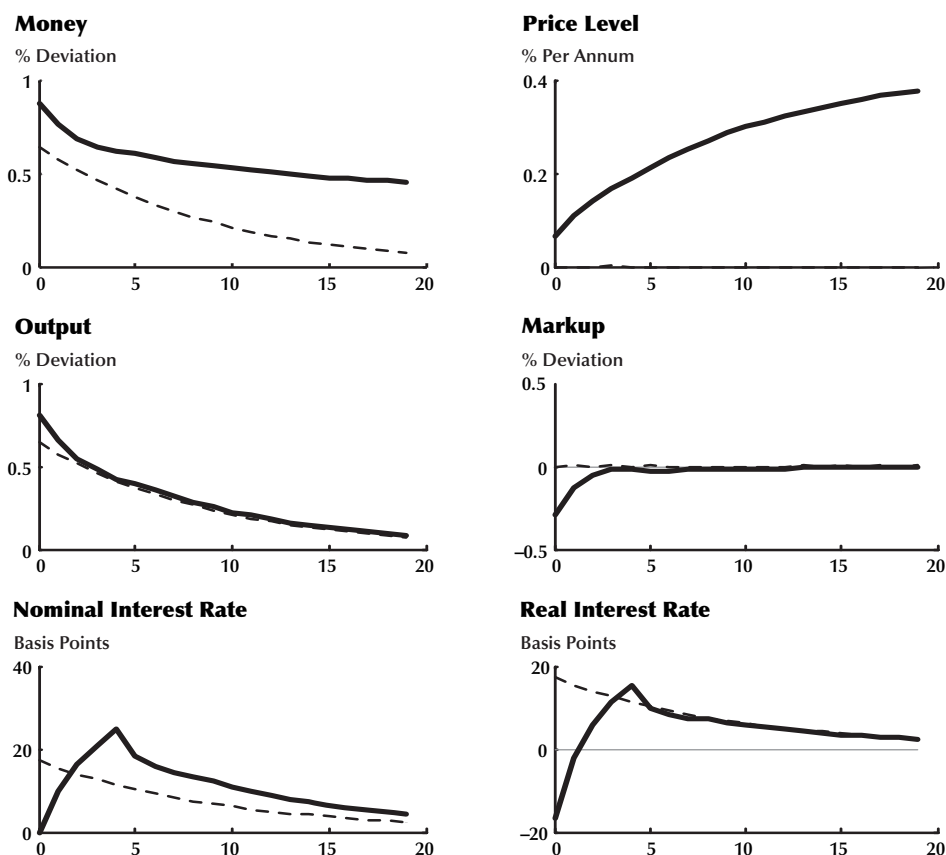 Money
% Deviation
1
0.5
0
0 5 10 15 20
Price Level
% Per Annum
0.4
0.2
0
0 5 10 15 20
Output
% Deviation
1
0.5
0
0 5 10 15 20
Markup
% Deviation
0.5
0
–0.5
0 5 10 15 20
Nominal Interest Rate
Basis Points
40
20
0
0 5 10 15 20
Real Interest Rate
Basis Points
20
0
–20
0 5 10 15 20